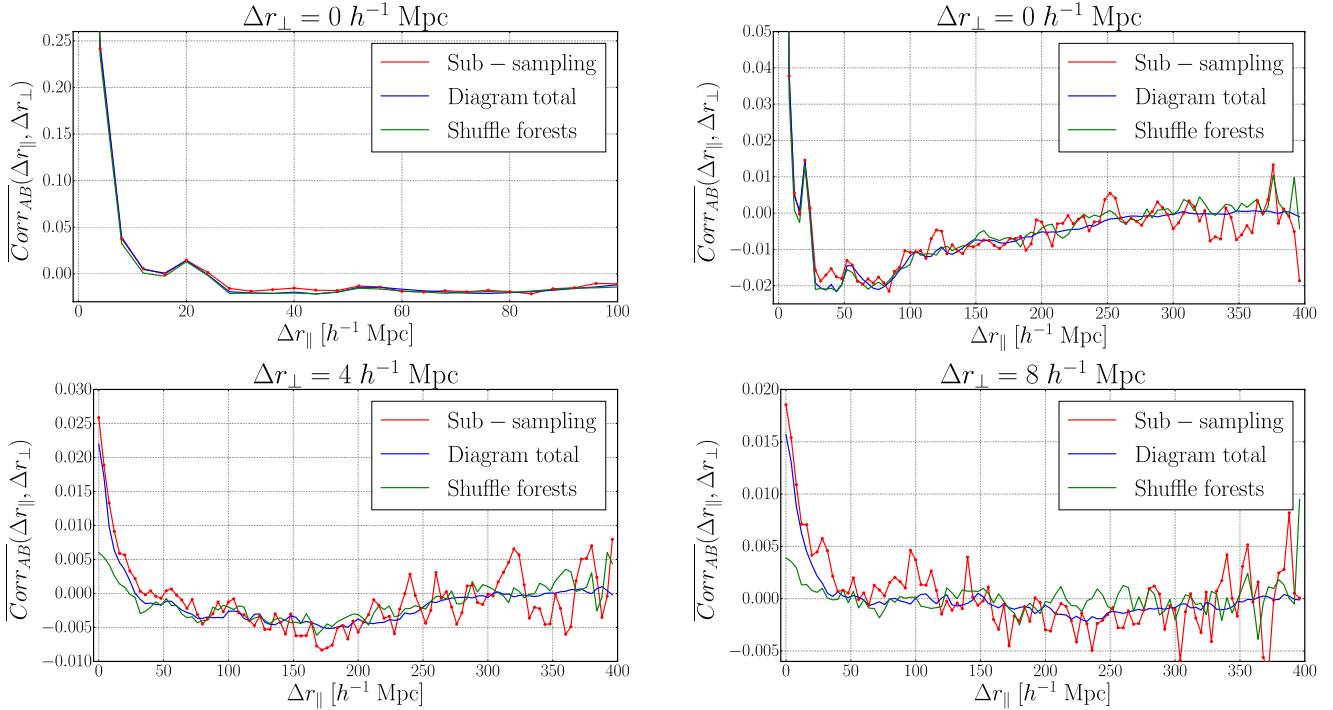 Δr⊥ = 0 h⁻¹ Mpc
0.25
0.20
0.15
0.10
0.05
0.00
Corr_AB(Δr∥, Δr⊥)
Sub − sampling
Diagram total
Shuffle forests
0 20 40 60 80 100
Δr∥ [h⁻¹ Mpc]
Δr⊥ = 0 h⁻¹ Mpc
0.05
0.04
0.03
0.02
0.01
0.00
−0.01
−0.02
Corr_AB(Δr∥, Δr⊥)
Sub − sampling
Diagram total
Shuffle forests
0 50 100 150 200 250 300 350 400
Δr∥ [h⁻¹ Mpc]
Δr⊥ = 4 h⁻¹ Mpc
0.030
0.025
0.020
0.015
0.010
0.005
0.000
−0.005
−0.010
Corr_AB(Δr∥, Δr⊥)
Sub − sampling
Diagram total
Shuffle forests
0 50 100 150 200 250 300 350 400
Δr∥ [h⁻¹ Mpc]
Δr⊥ = 8 h⁻¹ Mpc
0.020
0.015
0.010
0.005
0.000
−0.005
Corr_AB(Δr∥, Δr⊥)
Sub − sampling
Diagram total
Shuffle forests
0 50 100 150 200 250 300 350 400
Δr∥ [h⁻¹ Mpc]